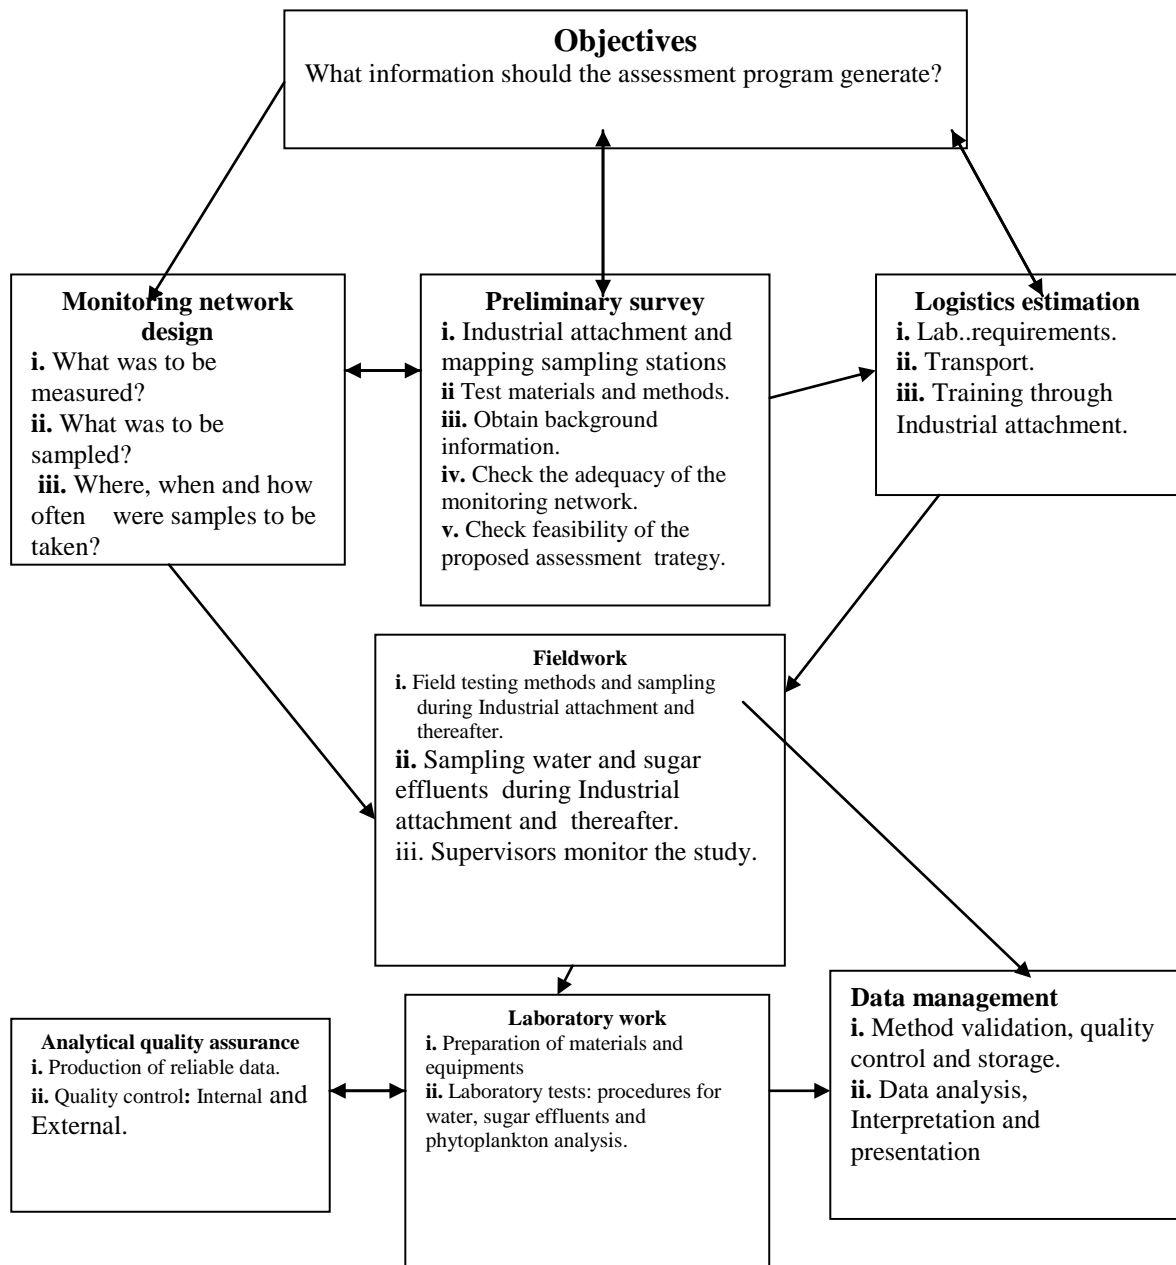 Objectives
What information should the assessment program generate?
Monitoring network
design
i. What was to be
measured?
ii. What was to be
sampled?
iii. Where, when and how
often were samples to be
taken?
Preliminary survey
i. Industrial attachment and
mapping sampling stations
ii Test materials and methods.
iii. Obtain background
information.
iv. Check the adequacy of the
monitoring network.
v. Check feasibility of the
proposed assessment trategy.
Logistics estimation
i. Lab..requirements.
ii. Transport.
iii. Training through
Industrial attachment.
Fieldwork
i. Field testing methods and sampling
during Industrial attachment and
thereafter.
ii. Sampling water and sugar
effluents during Industrial
attachment and thereafter.
iii. Supervisors monitor the study.
Analytical quality assurance
i. Production of reliable data.
ii. Quality control: Internal and
External.
Laboratory work
i. Preparation of materials and
equipments
ii. Laboratory tests: procedures for
water, sugar effluents and
phytoplankton analysis.
Data management
i. Method validation, quality
control and storage.
ii. Data analysis,
Interpretation and
presentation